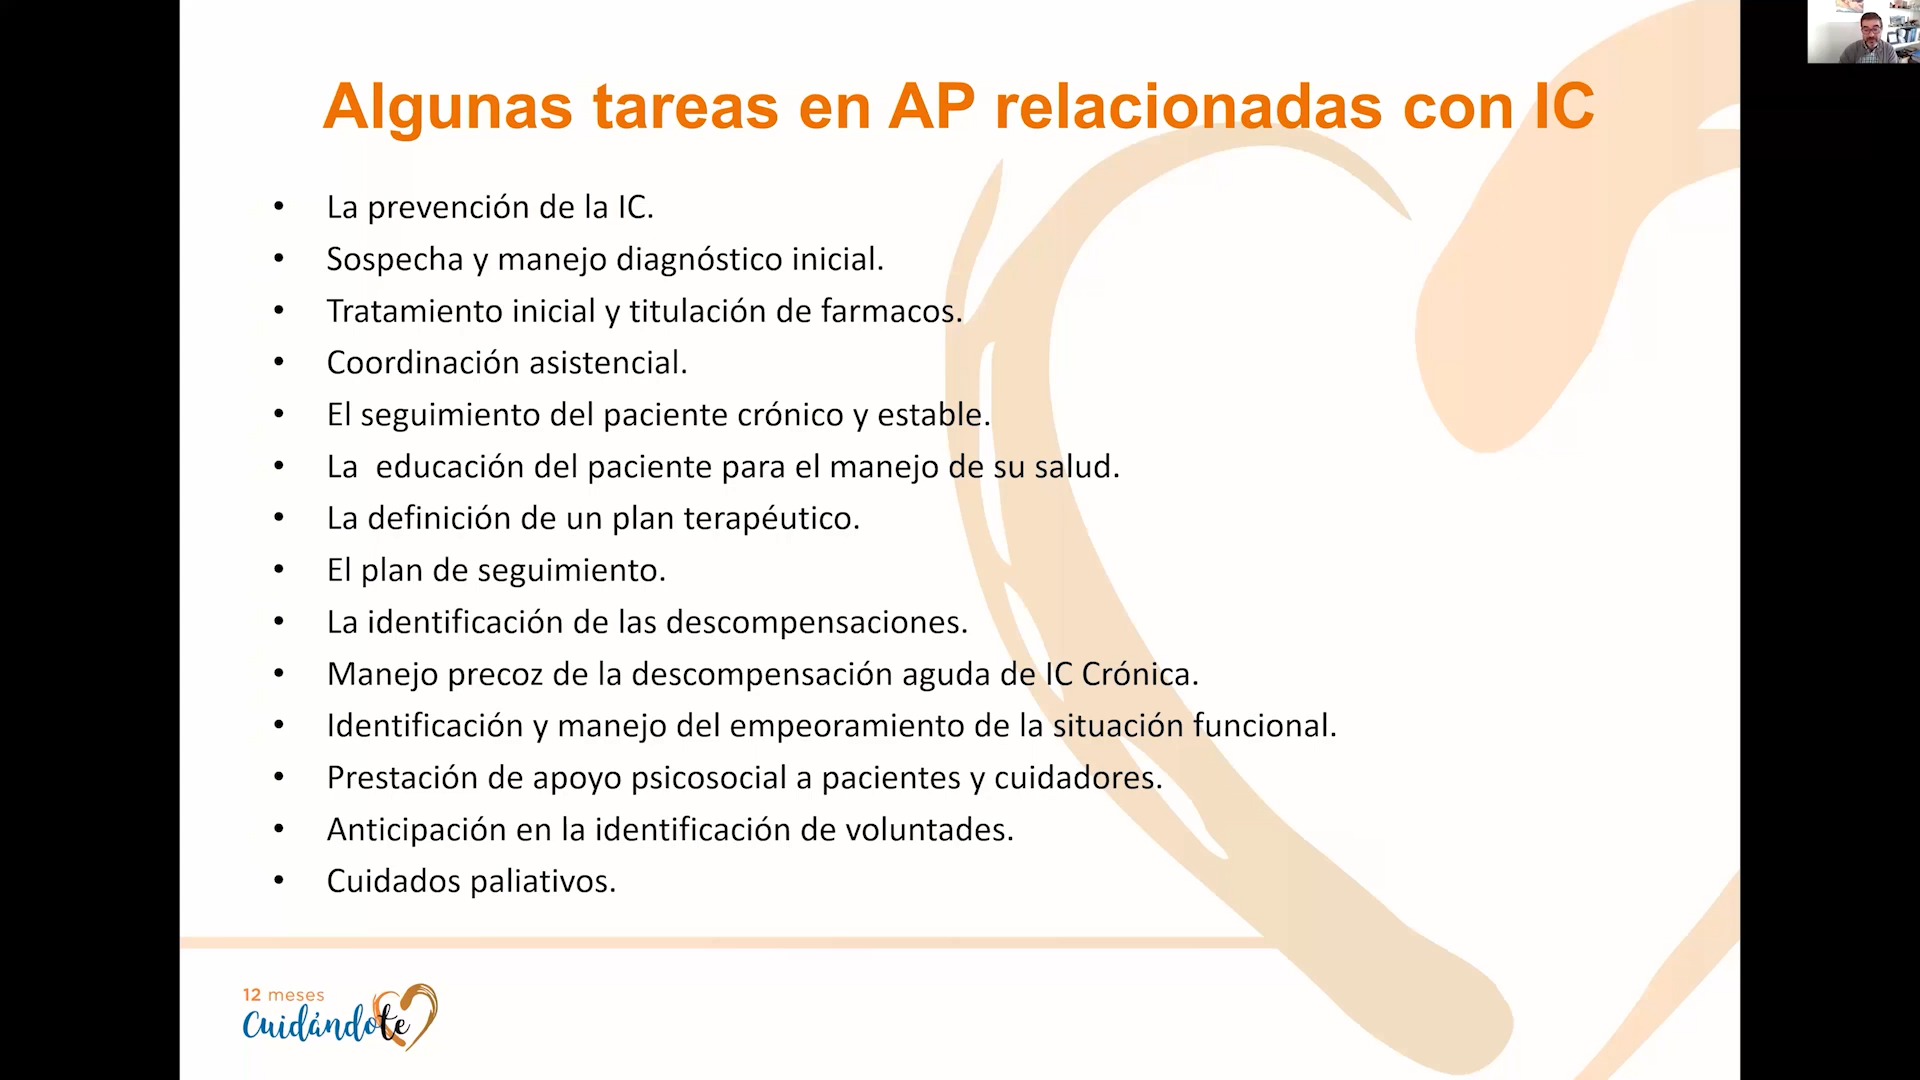 Algunas tareas en AP relacionadas con IC
• La prevención de la IC.
• Sospecha y manejo diagnóstico inicial.
• Tratamiento inicial y titulación de farmacos.
• Coordinación asistencial.
• El seguimiento del paciente crónico y estable.
• La  educación del paciente para el manejo de su salud.
• La definición de un plan terapéutico.
• El plan de seguimiento.
• La identificación de las descompensaciones.
• Manejo precoz de la descompensación aguda de IC Crónica.
• Identificación y manejo del empeoramiento de la situación funcional.
• Prestación de apoyo psicosocial a pacientes y cuidadores.
• Anticipación en la identificación de voluntades.
• Cuidados paliativos.
12 meses
Cuidándote